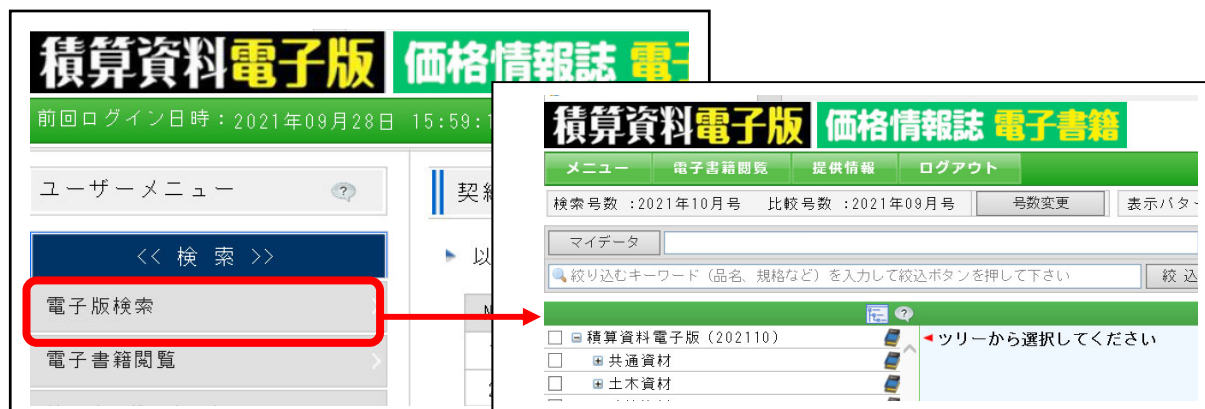 積算資料電子版 価格情報誌 電子
前回ログイン日時：2021年09月28日 15:59:1
ユーザーメニュー
契約
<< 検 索 >>
以
電子版検索
電子書籍閲覧
積算資料電子版 価格情報誌 電子書籍
メニュー 電子書籍閲覧 提供情報 ログアウト
検索号数 :2021年10月号 比較号数 :2021年09月号 号数変更 表示パター
マイデータ
絞り込むキーワード（品名、規格など）を入力して絞込ボタンを押して下さい 絞 込
積算資料電子版（202110） ツリーから選択してください
共通資材
土木資材